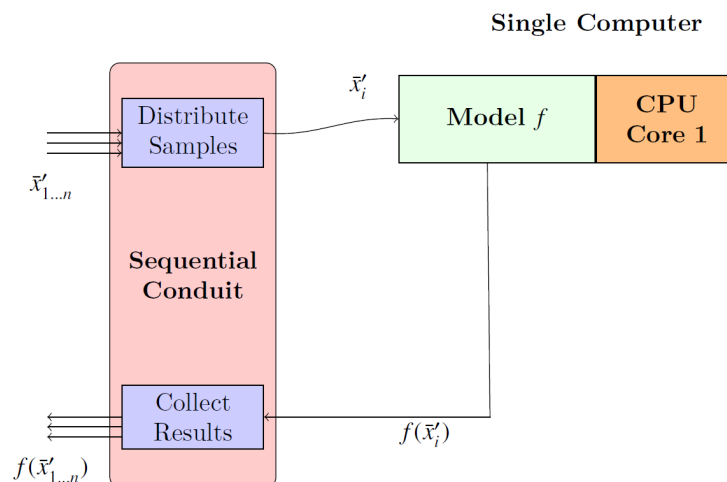 Single Computer
Distribute
Samples
x̄′ᵢ
Model f
CPU
Core 1
x̄′₁...ₙ
Sequential
Conduit
Collect
Results
f(x̄′ᵢ)
f(x̄′₁...ₙ)